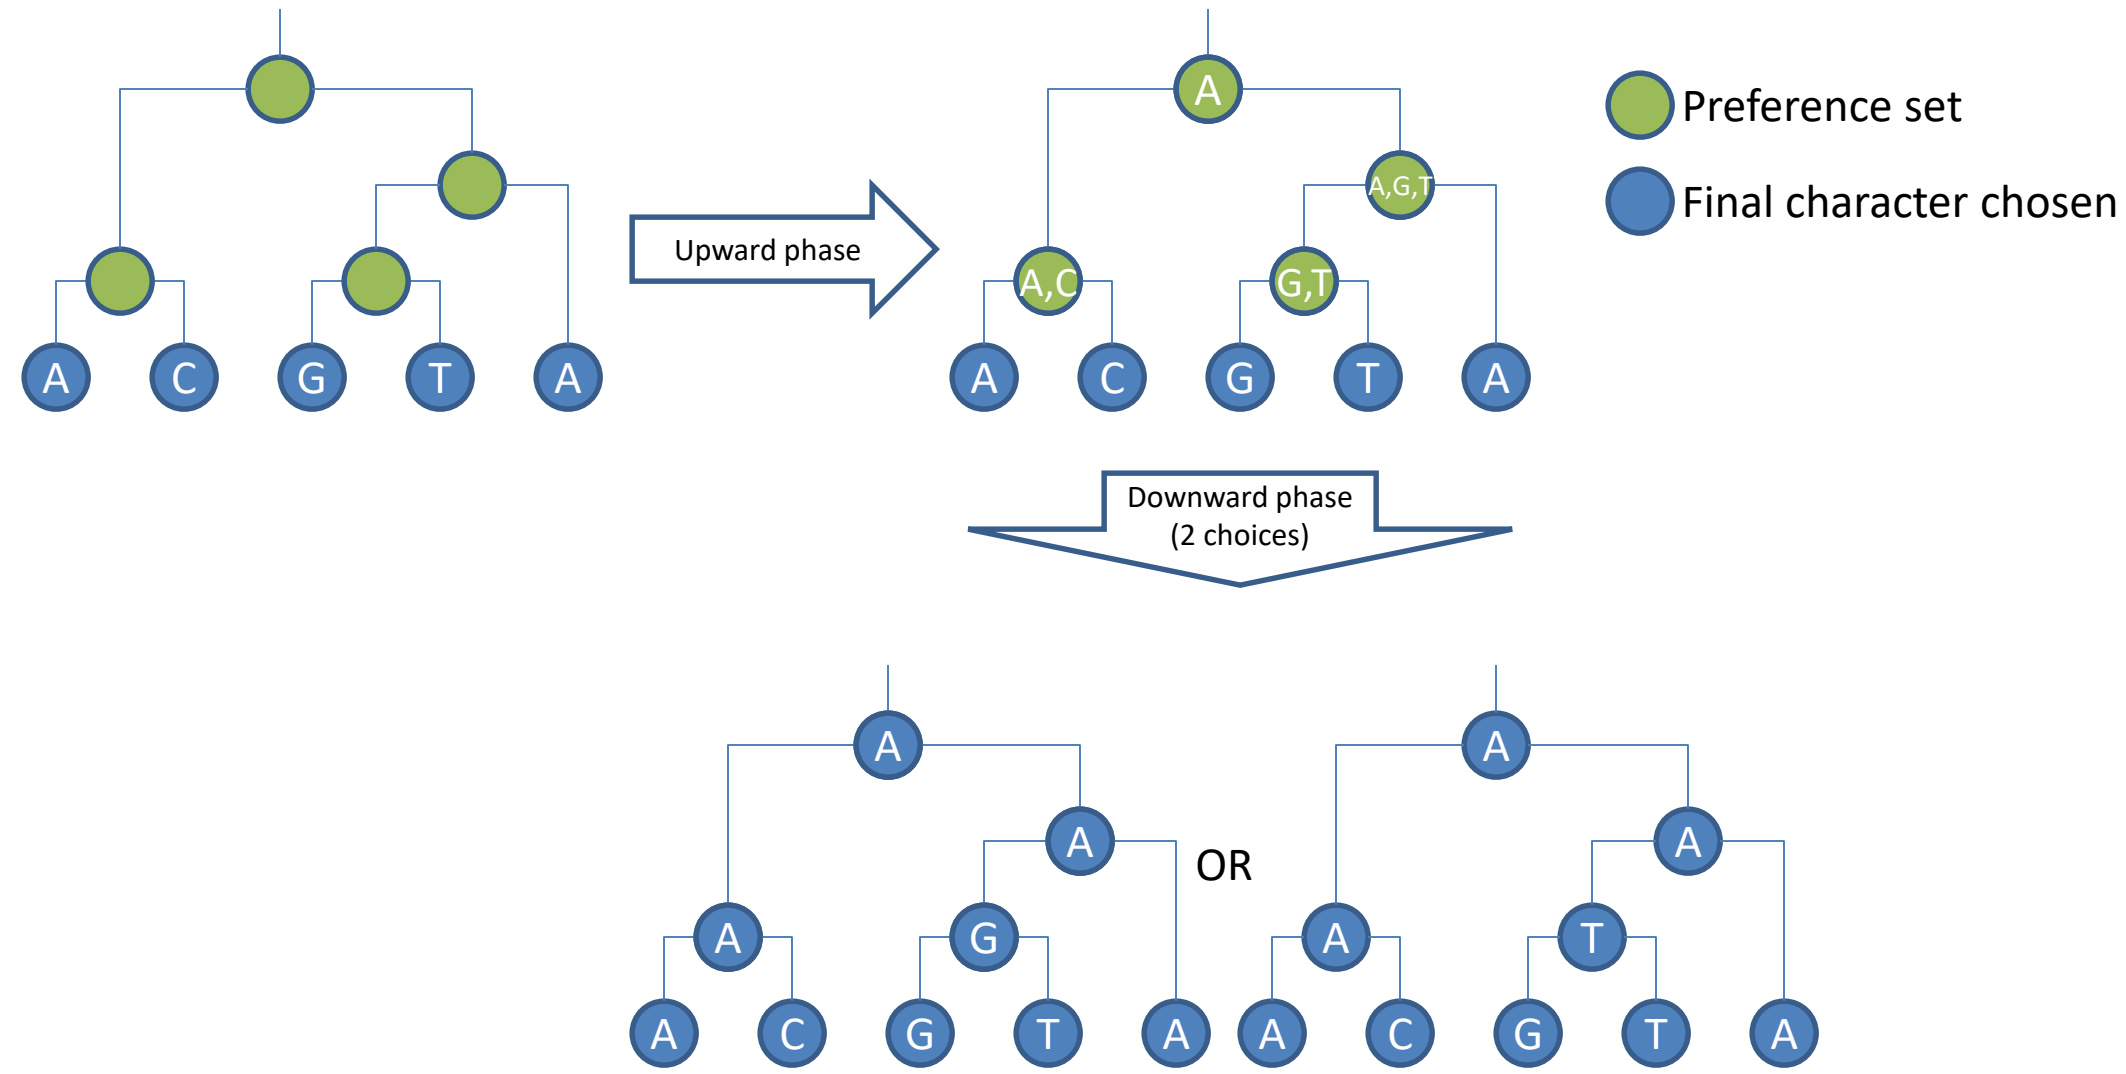 A
Preference set
A,G,T
Final character chosen
Upward phase
A,C
G,T
A C G T A
A C G T A
Downward phase
(2 choices)
A
A
A
A
OR
A
G
A
T
A C G T A
A C G T A